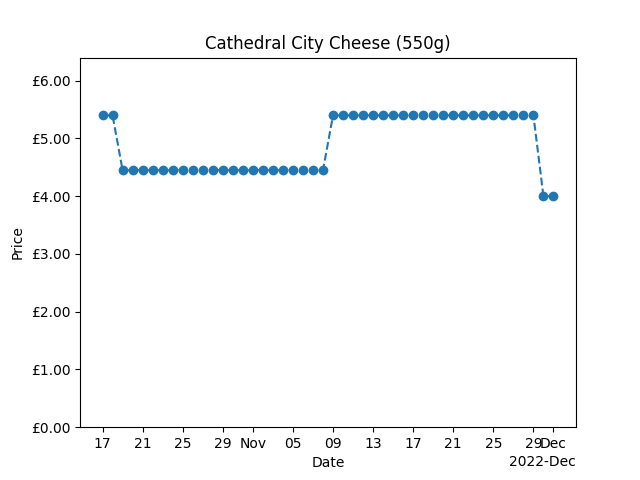 Cathedral City Cheese (550g)
£6.00
£5.00
£4.00
£3.00
£2.00
£1.00
£0.00
Price
17 21 25 29 Nov 05 09 13 17 21 25 29 Dec
Date
2022-Dec